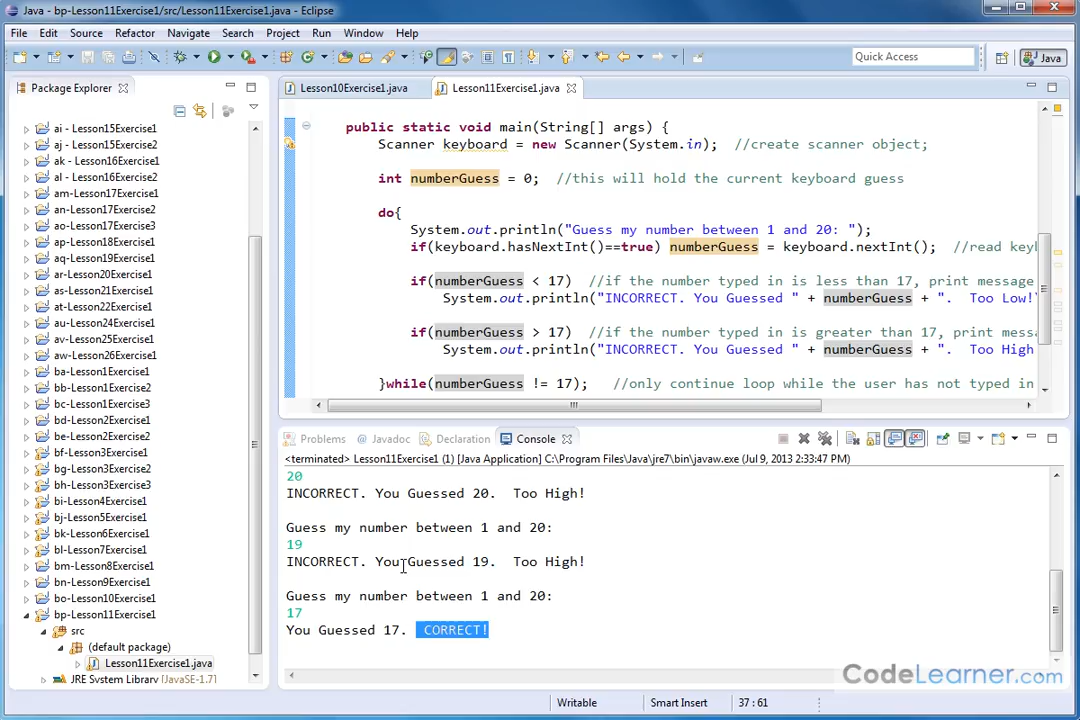 Java - bp-Lesson11Exercise1/src/Lesson11Exercise1.java - Eclipse
File Edit Source Refactor Navigate Search Project Run Window Help
Quick Access
Java
Package Explorer
ai - Lesson15Exercise1
aj - Lesson15Exercise2
ak - Lesson16Exercise1
al - Lesson16Exercise2
am-Lesson17Exercise1
an-Lesson17Exercise2
ao-Lesson17Exercise3
ap-Lesson18Exercise1
aq-Lesson19Exercise1
ar-Lesson20Exercise1
as-Lesson21Exercise1
at-Lesson22Exercise1
au-Lesson24Exercise1
av-Lesson25Exercise1
aw-Lesson26Exercise1
ba-Lesson1Exercise1
bb-Lesson1Exercise2
bc-Lesson1Exercise3
bd-Lesson2Exercise1
be-Lesson2Exercise2
bf-Lesson3Exercise1
bg-Lesson3Exercise2
bh-Lesson3Exercise3
bi-Lesson4Exercise1
bj-Lesson5Exercise1
bk-Lesson6Exercise1
bl-Lesson7Exercise1
bm-Lesson8Exercise1
bn-Lesson9Exercise1
bo-Lesson10Exercise1
bp-Lesson11Exercise1
src
(default package)
Lesson11Exercise1.java
JRE System Library [JavaSE-1.7]
Lesson10Exercise1.java Lesson11Exercise1.java
public static void main(String[] args) {
Scanner keyboard = new Scanner(System.in); //create scanner object;
int numberGuess = 0; //this will hold the current keyboard guess
do{
System.out.println("Guess my number between 1 and 20: ");
if(keyboard.hasNextInt()==true) numberGuess = keyboard.nextInt(); //read key
if(numberGuess < 17) //if the number typed in is less than 17, print message
System.out.println("INCORRECT. You Guessed " + numberGuess + ". Too Low!"
if(numberGuess > 17) //if the number typed in is greater than 17, print mess
System.out.println("INCORRECT. You Guessed " + numberGuess + ". Too High
}while(numberGuess != 17); //only continue loop while the user has not typed in
Problems @ Javadoc Declaration Console
<terminated> Lesson11Exercise1 (1) [Java Application] C:\Program Files\Java\jre7\bin\javaw.exe (Jul 9, 2013 2:33:47 PM)
20
INCORRECT. You Guessed 20. Too High!
Guess my number between 1 and 20:
19
INCORRECT. You Guessed 19. Too High!
Guess my number between 1 and 20:
17
You Guessed 17. CORRECT!
CodeLearner.com
Writable Smart Insert 37 : 61